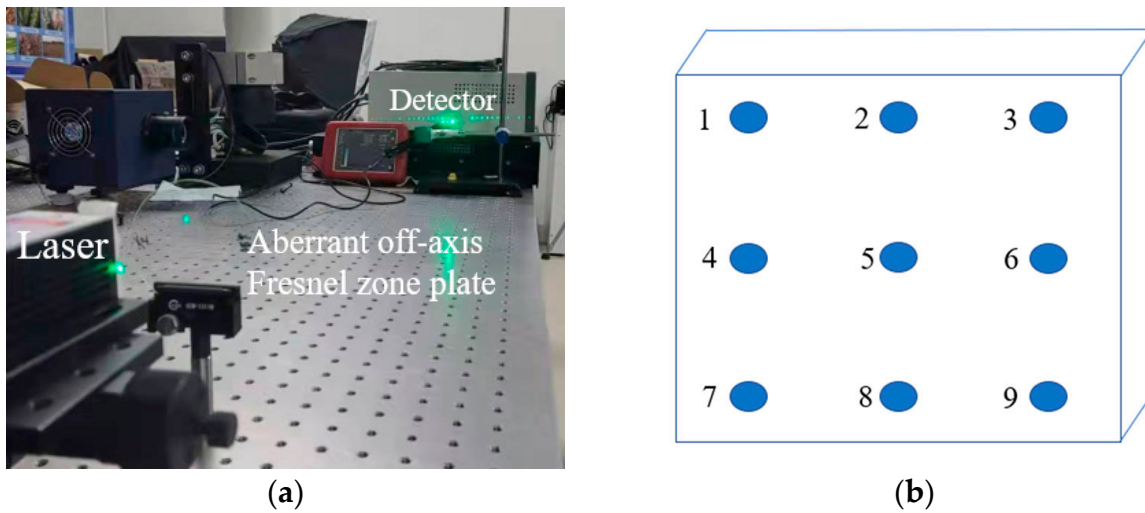 Detector
Laser
Aberrant off-axis
Fresnel zone plate
(a)
1 2 3
4 5 6
7 8 9
(b)